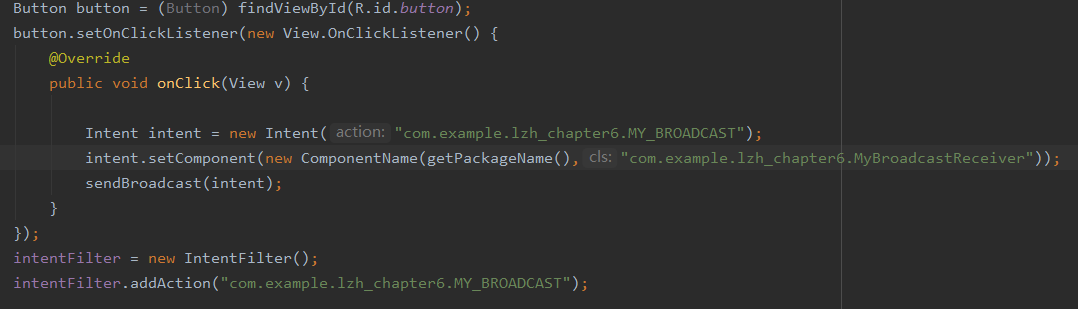 Button button = (Button) findViewById(R.id.button);
button.setOnClickListener(new View.OnClickListener() {
@Override
public void onClick(View v) {
Intent intent = new Intent( action: "com.example.lzh_chapter6.MY_BROADCAST");
intent.setComponent(new ComponentName(getPackageName(), cls: "com.example.lzh_chapter6.MyBroadcastReceiver"));
sendBroadcast(intent);
}
});
intentFilter = new IntentFilter();
intentFilter.addAction("com.example.lzh_chapter6.MY_BROADCAST");